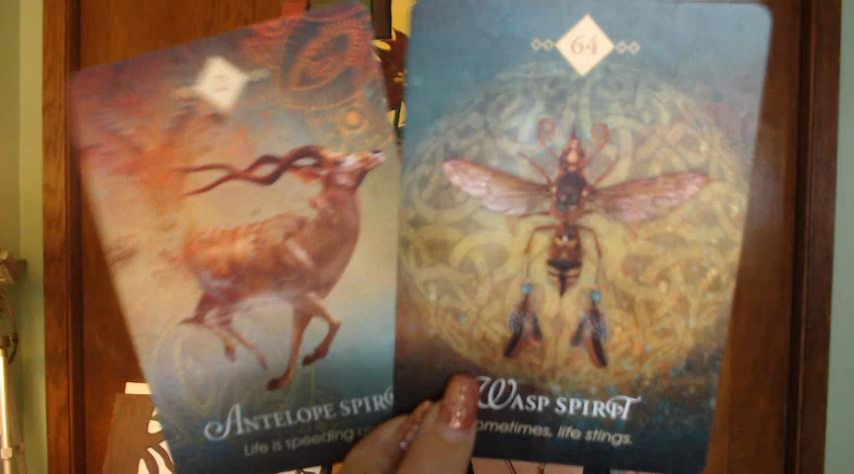 ANTELOPE SPIRIT
Life is speeding
64
WASP SPIRIT
ometimes, life stings.